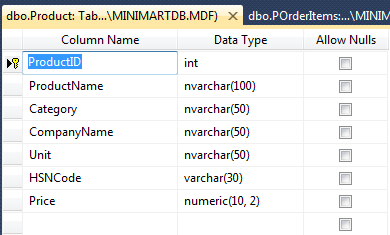 dbo.Product: Tab...\MINIMARTDB.MDF) dbo.POrderItems:...\MINIM
Column Name Data Type Allow Nulls
ProductID int
ProductName nvarchar(100)
Category nvarchar(50)
CompanyName nvarchar(50)
Unit nvarchar(50)
HSNCode varchar(30)
Price numeric(10, 2)